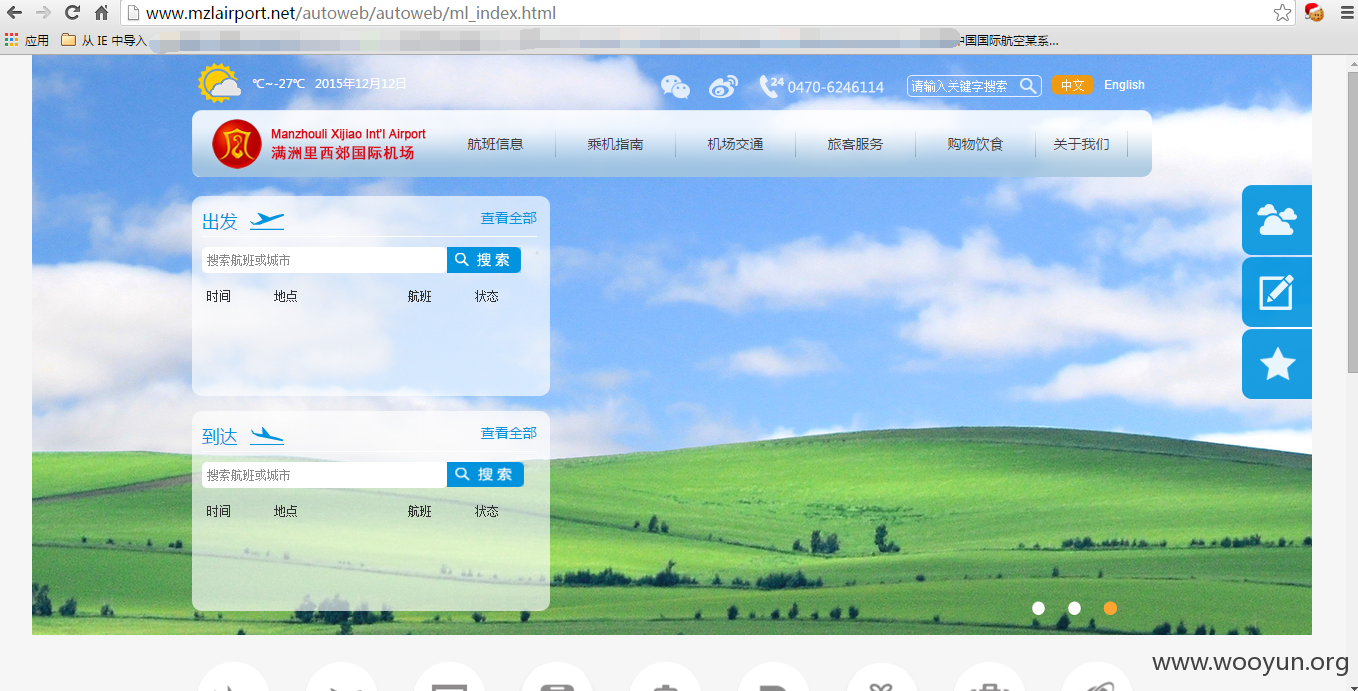 www.mzlairport.net/autoweb/autoweb/ml_index.html
应用 从 IE 中导入 中国国际航空某系...
℃~-27℃ 2015年12月12日 24 0470-6246114 请输入关键字搜索 中文 English
Manzhouli Xijiao Int'l Airport
满洲里西郊国际机场
航班信息 乘机指南 机场交通 旅客服务 购物饮食 关于我们
出发 查看全部
搜索航班或城市 搜索
时间 地点 航班 状态
到达 查看全部
搜索航班或城市 搜索
时间 地点 航班 状态
www.wooyun.org